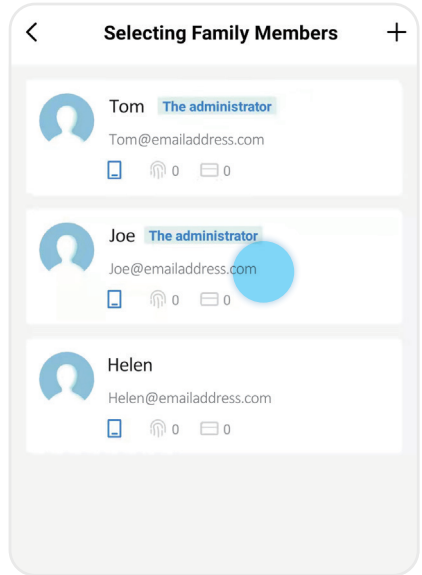 Selecting Family Members
Tom The administrator
Tom@emailaddress.com
0 0
Joe The administrator
Joe@emailaddress.com
0 0
Helen
Helen@emailaddress.com
0 0